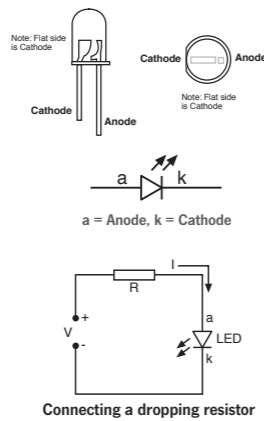 Note: Flat side
is Cathode
Cathode
Anode
Cathode
Anode
Note: Flat side
is Cathode
a
k
a = Anode, k = Cathode
I
R
+
V
-
a
LED
k
Connecting a dropping resistor